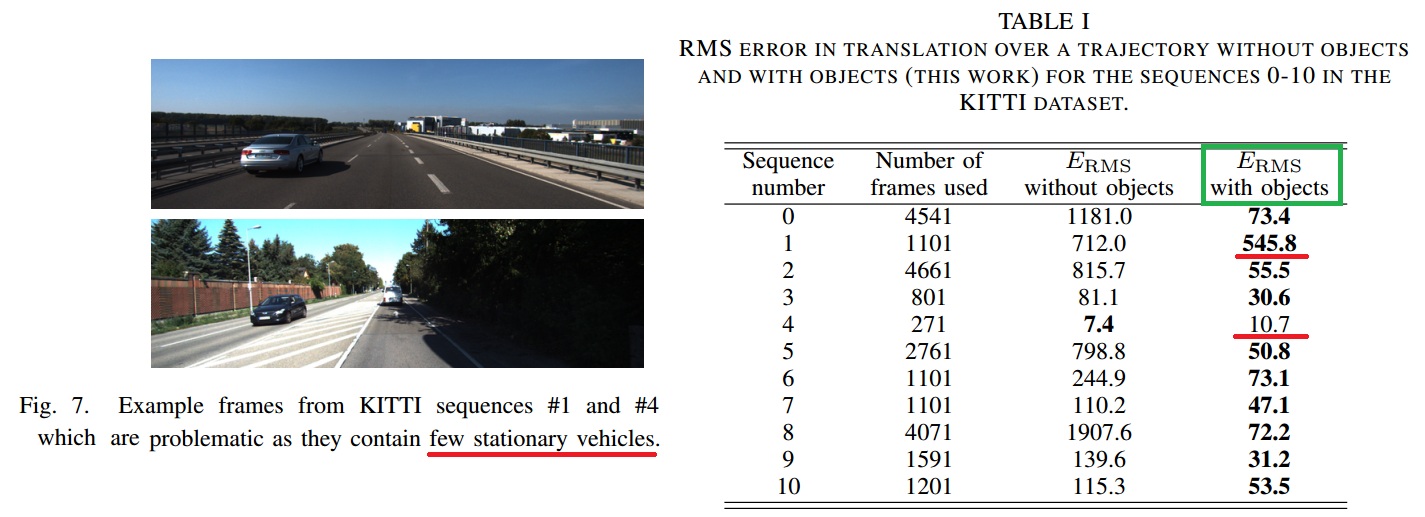 Fig. 7. Example frames from KITTI sequences #1 and #4
which are problematic as they contain few stationary vehicles.
TABLE I
RMS ERROR IN TRANSLATION OVER A TRAJECTORY WITHOUT OBJECTS
AND WITH OBJECTS (THIS WORK) FOR THE SEQUENCES 0-10 IN THE
KITTI DATASET.
Sequence Number of E_RMS E_RMS
number frames used without objects with objects
0 4541 1181.0 73.4
1 1101 712.0 545.8
2 4661 815.7 55.5
3 801 81.1 30.6
4 271 7.4 10.7
5 2761 798.8 50.8
6 1101 244.9 73.1
7 1101 110.2 47.1
8 4071 1907.6 72.2
9 1591 139.6 31.2
10 1201 115.3 53.5